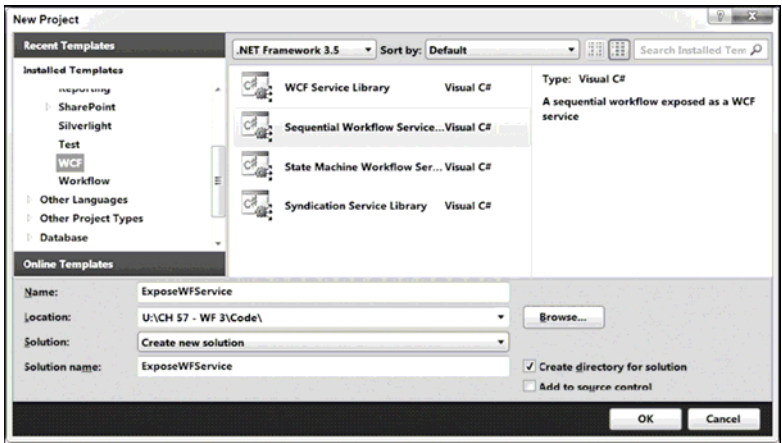 New Project
Recent Templates
Installed Templates
Reporting
SharePoint
Silverlight
Test
WCF
Workflow
Other Languages
Other Project Types
Database
Online Templates
.NET Framework 3.5
Sort by: Default
Search Installed Tem
WCF Service Library Visual C#
Sequential Workflow Service... Visual C#
State Machine Workflow Ser... Visual C#
Syndication Service Library Visual C#
Type: Visual C#
A sequential workflow exposed as a WCF
service
Name: ExposeWFService
Location: U:\CH 57 - WF 3\Code\
Browse...
Solution: Create new solution
Solution name: ExposeWFService
Create directory for solution
Add to source control
OK
Cancel